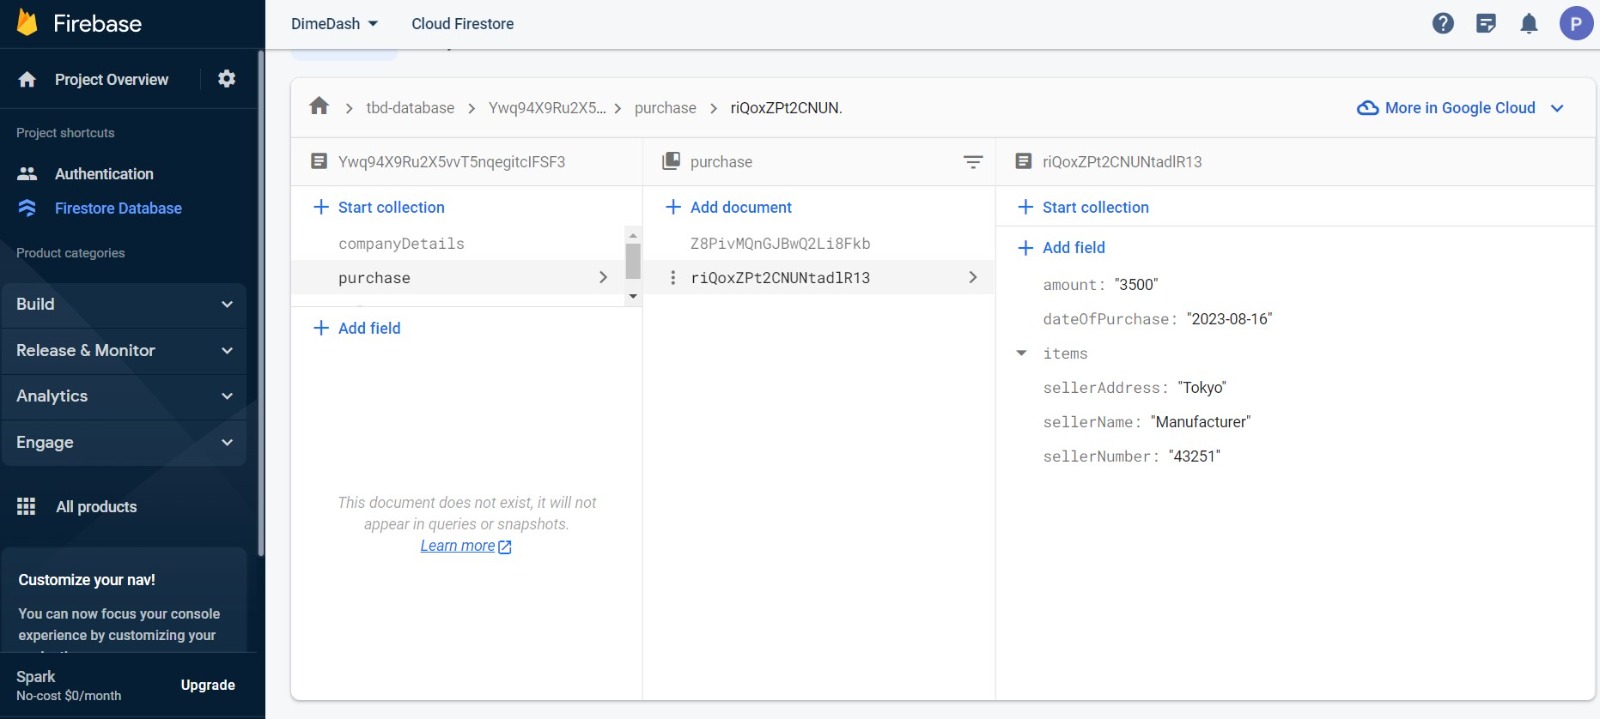 Firebase
DimeDash
Cloud Firestore
P
Project Overview
Project shortcuts
Authentication
Firestore Database
Product categories
Build
Release & Monitor
Analytics
Engage
All products
Customize your nav!
You can now focus your console
experience by customizing your
Spark
No-cost $0/month
Upgrade
tbd-database
Ywq94X9Ru2X5...
purchase
riQoxZPt2CNUN.
More in Google Cloud
Ywq94X9Ru2X5vvT5nqegitcIFSF3
Start collection
companyDetails
purchase
Add field
This document does not exist, it will not
appear in queries or snapshots.
Learn more
purchase
Add document
Z8PivMQnGJBwQ2Li8Fkb
riQoxZPt2CNUNtadlR13
riQoxZPt2CNUNtadlR13
Start collection
Add field
amount: "3500"
dateOfPurchase: "2023-08-16"
items
sellerAddress: "Tokyo"
sellerName: "Manufacturer"
sellerNumber: "43251"